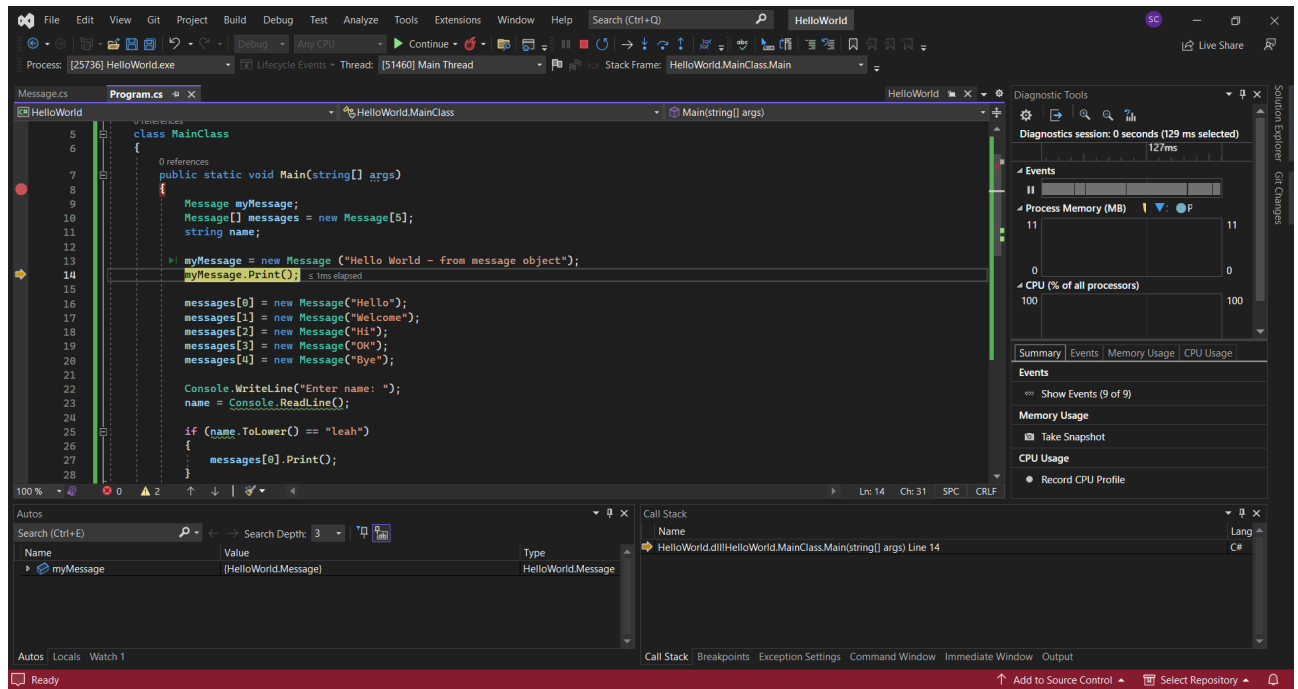 File Edit View Git Project Build Debug Test Analyze Tools Extensions Window Help Search (Ctrl+Q) HelloWorld SC
Debug Any CPU Continue Live Share
Process: [25736] HelloWorld.exe Lifecycle Events Thread: [51460] Main Thread Stack Frame: HelloWorld.MainClass.Main
Message.cs Program.cs HelloWorld
HelloWorld HelloWorld.MainClass Main(string[] args)
0 references
5 class MainClass
6 {
0 references
7 public static void Main(string[] args)
8 {
9 Message myMessage;
10 Message[] messages = new Message[5];
11 string name;
12
13 myMessage = new Message ("Hello World - from message object");
14 myMessage.Print(); ≤ 1ms elapsed
15
16 messages[0] = new Message("Hello");
17 messages[1] = new Message("Welcome");
18 messages[2] = new Message("Hi");
19 messages[3] = new Message("OK");
20 messages[4] = new Message("Bye");
21
22 Console.WriteLine("Enter name: ");
23 name = Console.ReadLine();
24
25 if (name.ToLower() == "leah")
26 {
27 messages[0].Print();
28 }
100 % 0 2 Ln: 14 Ch: 31 SPC CRLF
Diagnostic Tools
Diagnostics session: 0 seconds (129 ms selected)
127ms
Events
Process Memory (MB) P
11 11
0 0
CPU (% of all processors)
100 100
Summary Events Memory Usage CPU Usage
Events
Show Events (9 of 9)
Memory Usage
Take Snapshot
CPU Usage
Record CPU Profile
Solution Explorer
Git Changes
Autos
Search (Ctrl+E) Search Depth: 3
Name Value Type
myMessage {HelloWorld.Message} HelloWorld.Message
Autos Locals Watch 1
Call Stack
Name Lang
HelloWorld.dll!HelloWorld.MainClass.Main(string[] args) Line 14 C#
Call Stack Breakpoints Exception Settings Command Window Immediate Window Output
Ready Add to Source Control Select Repository